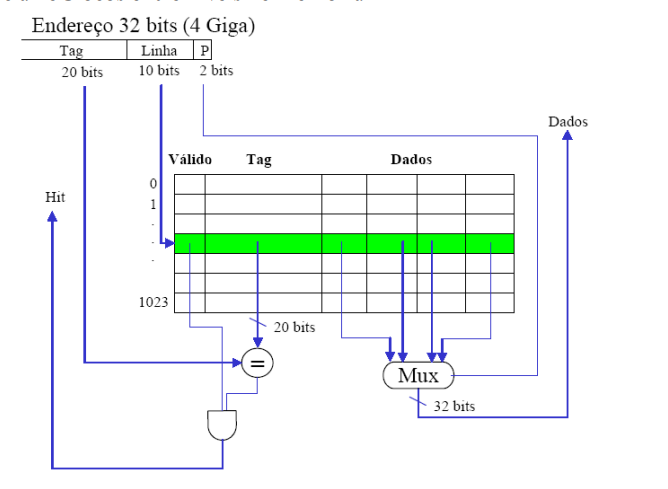 Endereço 32 bits (4 Giga)
Tag Linha P
20 bits 10 bits 2 bits
Dados
Válido Tag Dados
0
Hit
1
.
.
.
1023
20 bits
=
Mux
32 bits